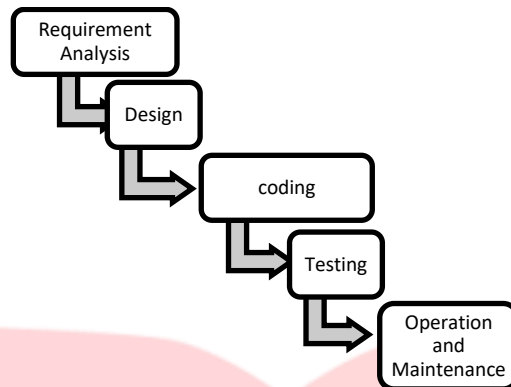 Requirement
Analysis
Design
coding
Testing
Operation
and
Maintenance